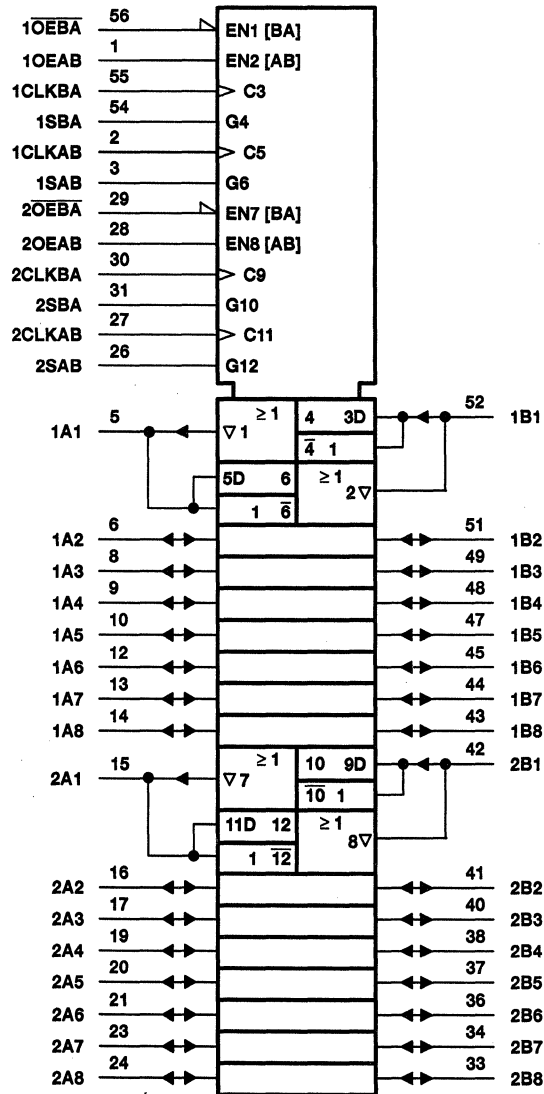 1O̅E̅B̅A̅ 56 EN1 [BA]
1OEAB 1 EN2 [AB]
1CLKBA 55 C3
1SBA 54 G4
1CLKAB 2 C5
1SAB 3 G6
2O̅E̅B̅A̅ 29 EN7 [BA]
2OEAB 28 EN8 [AB]
2CLKBA 30 C9
2SBA 31 G10
2CLKAB 27 C11
2SAB 26 G12
1A1 5 ▽1 ≥1 4 3D 52 1B1
4̅ 1
5D 6 ≥1 2▽
1 6̅
1A2 6 51 1B2
1A3 8 49 1B3
1A4 9 48 1B4
1A5 10 47 1B5
1A6 12 45 1B6
1A7 13 44 1B7
1A8 14 43 1B8
2A1 15 ▽7 ≥1 10 9D 42 2B1
1̅0̅ 1
11D 12 ≥1 8▽
1 1̅2̅
2A2 16 41 2B2
2A3 17 40 2B3
2A4 19 38 2B4
2A5 20 37 2B5
2A6 21 36 2B6
2A7 23 34 2B7
2A8 24 33 2B8